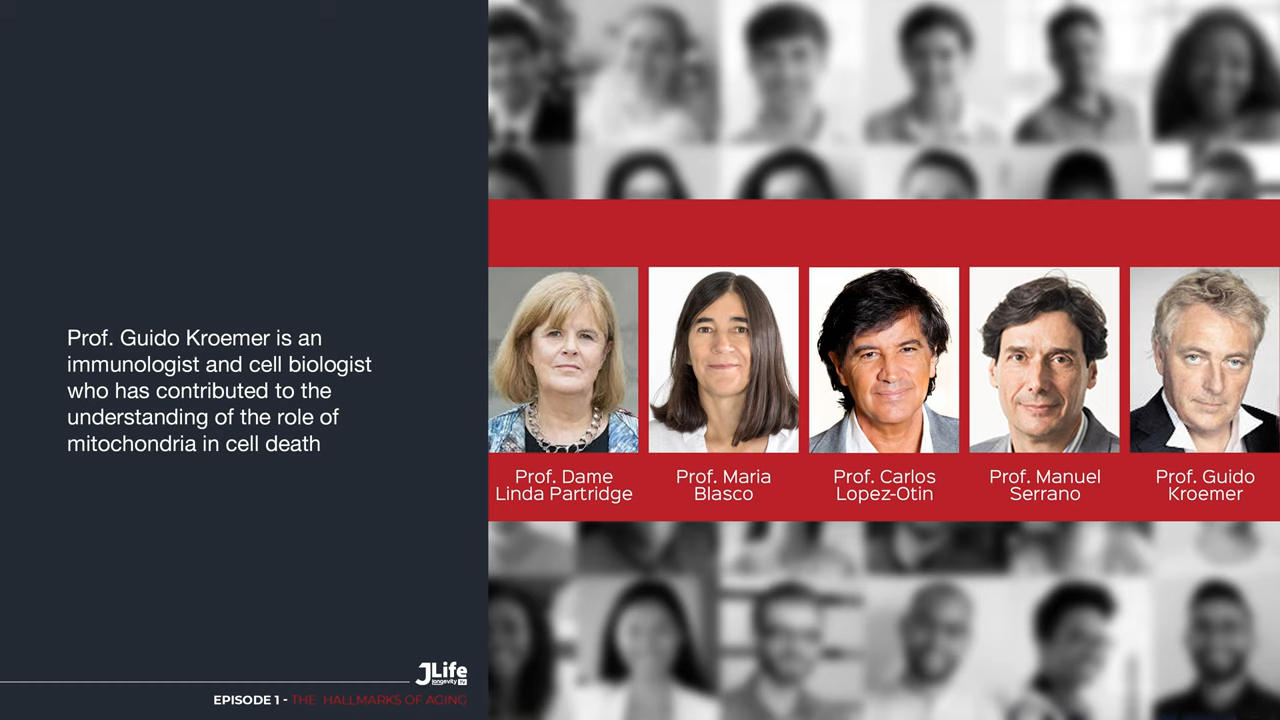 Prof. Guido Kroemer is an
immunologist and cell biologist
who has contributed to the
understanding of the role of
mitochondria in cell death
Prof. Dame
Linda Partridge
Prof. Maria
Blasco
Prof. Carlos
Lopez-Otin
Prof. Manuel
Serrano
Prof. Guido
Kroemer
JLife
longevity TV
EPISODE 1 - THE HALLMARKS OF AGING